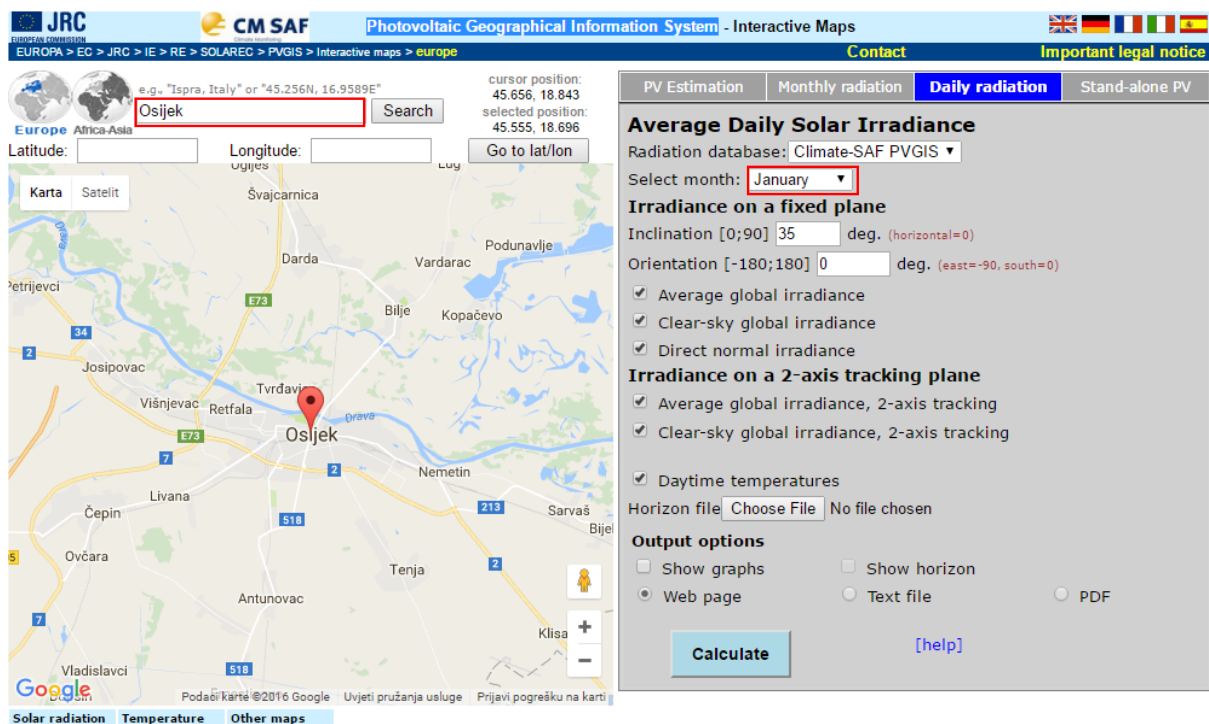 JRC
EUROPEAN COMMISSION
CM SAF
Climate Monitoring
Photovoltaic Geographical Information System - Interactive Maps
EUROPA > EC > JRC > IE > RE > SOLAREC > PVGIS > Interactive maps > europe
Contact
Important legal notice
Europe
Africa-Asia
e.g., "Ispra, Italy" or "45.256N, 16.9589E"
Osijek
Search
cursor position:
45.656, 18.843
selected position:
45.555, 18.696
Latitude:
Longitude:
Go to lat/lon
Karta
Satelit
Ugljes
Lug
Švajcarnica
Drava
Podunavlje
Darda
Vardarac
Petrijevci
E73
Bilje
Kopačevo
34
2
Josipovac
Tvrđavica
Višnjevac
Retfala
Drava
E73
Osijek
7
2
Nemetin
Livana
213
Sarvaš
Čepin
518
Bijel
Ovčara
Tenja
2
Antunovac
7
Klisa
+
−
Vladislavci
518
Google
Podaci karte ©2016 Google
Uvjeti pružanja usluge
Prijavi pogrešku na karti
Solar radiation
Temperature
Other maps
PV Estimation
Monthly radiation
Daily radiation
Stand-alone PV
Average Daily Solar Irradiance
Radiation database: Climate-SAF PVGIS
Select month: January
Irradiance on a fixed plane
Inclination [0;90] 35 deg. (horizontal=0)
Orientation [-180;180] 0 deg. (east=-90, south=0)
Average global irradiance
Clear-sky global irradiance
Direct normal irradiance
Irradiance on a 2-axis tracking plane
Average global irradiance, 2-axis tracking
Clear-sky global irradiance, 2-axis tracking
Daytime temperatures
Horizon file Choose File No file chosen
Output options
Show graphs
Show horizon
Web page
Text file
PDF
Calculate
[help]